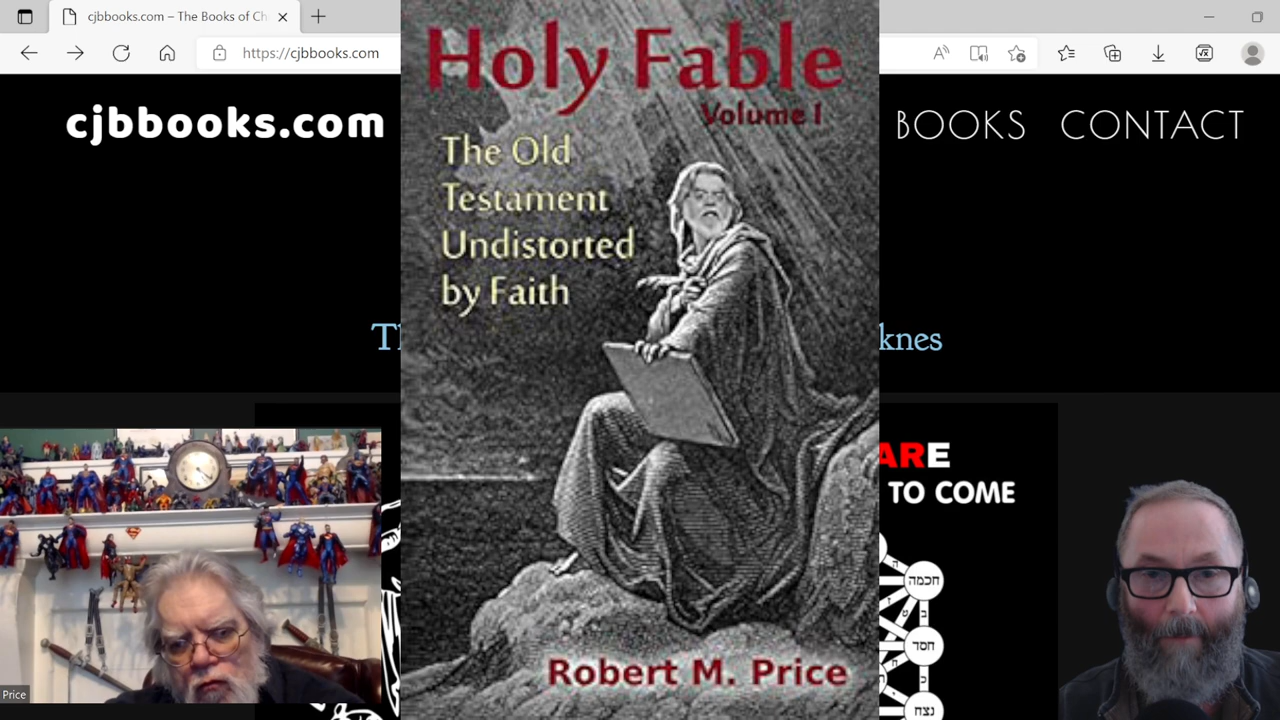 cjbbooks.com – The Books of Ch
https://cjbbooks.com
cjbbooks.com
BOOKS CONTACT
Holy Fable
Volume I
The Old
Testament
Undistorted
by Faith
Robert M. Price
knes
ARE
TO COME
חכמה
חסד
נצח
Price